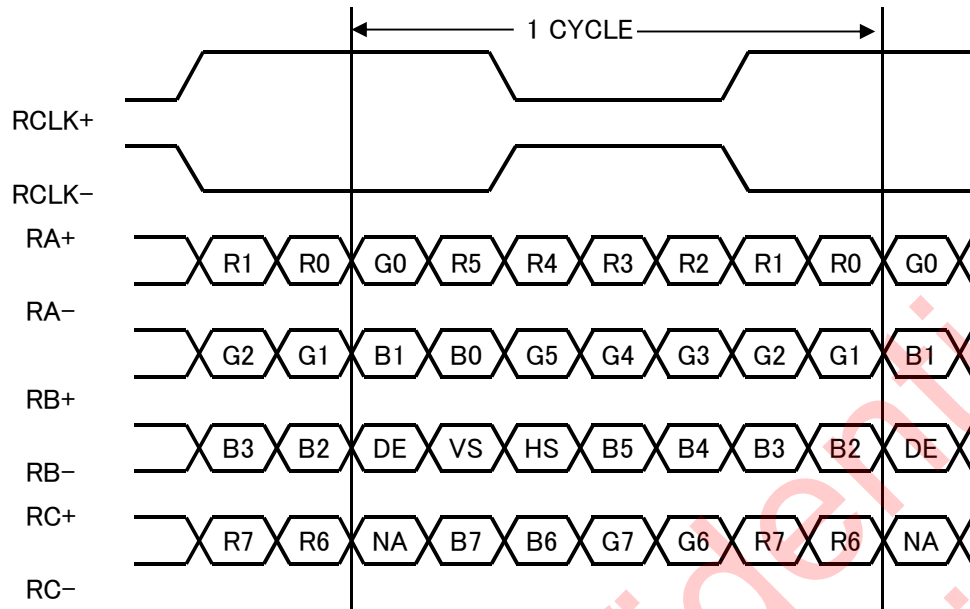 1 CYCLE
RCLK+
RCLK-
RA+
R1 R0 G0 R5 R4 R3 R2 R1 R0 G0
RA-
G2 G1 B1 B0 G5 G4 G3 G2 G1 B1
RB+
B3 B2 DE VS HS B5 B4 B3 B2 DE
RB-
RC+
R7 R6 NA B7 B6 G7 G6 R7 R6 NA
RC-